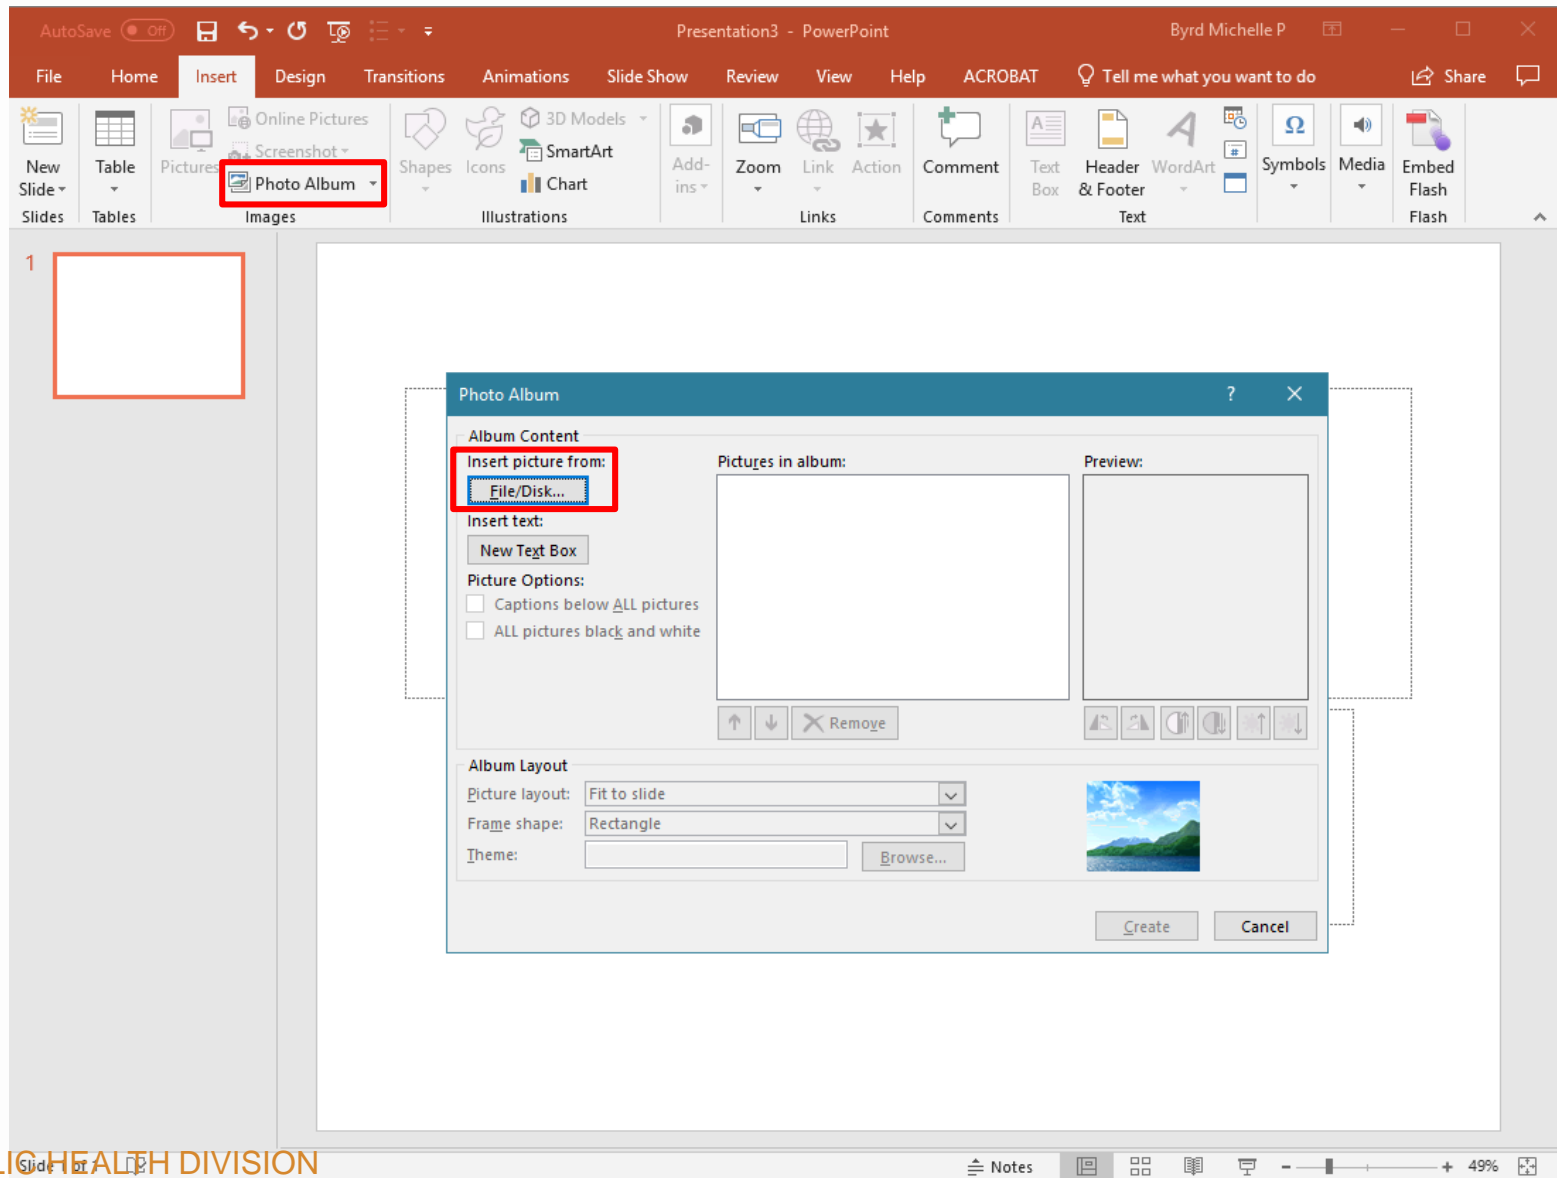 AutoSave Off Presentation3 - PowerPoint Byrd Michelle P
File Home Insert Design Transitions Animations Slide Show Review View Help ACROBAT Tell me what you want to do Share
New Slide
Table
Pictures
Online Pictures
Screenshot
Photo Album
Shapes
Icons
3D Models
SmartArt
Chart
Add-
ins
Zoom
Link
Action
Comment
Text
Box
Header
& Footer
WordArt
Symbols
Media
Embed
Flash
Slides Tables Images Illustrations Links Comments Text Flash
1
Photo Album ?
Album Content
Insert picture from: Pictures in album: Preview:
File/Disk...
Insert text:
New Text Box
Picture Options:
Captions below ALL pictures
ALL pictures black and white
Remove
Album Layout
Picture layout: Fit to slide
Frame shape: Rectangle
Theme: Browse...
Create Cancel
LIC HEALTH DIVISION
Slide 1 of 1 Notes 49%